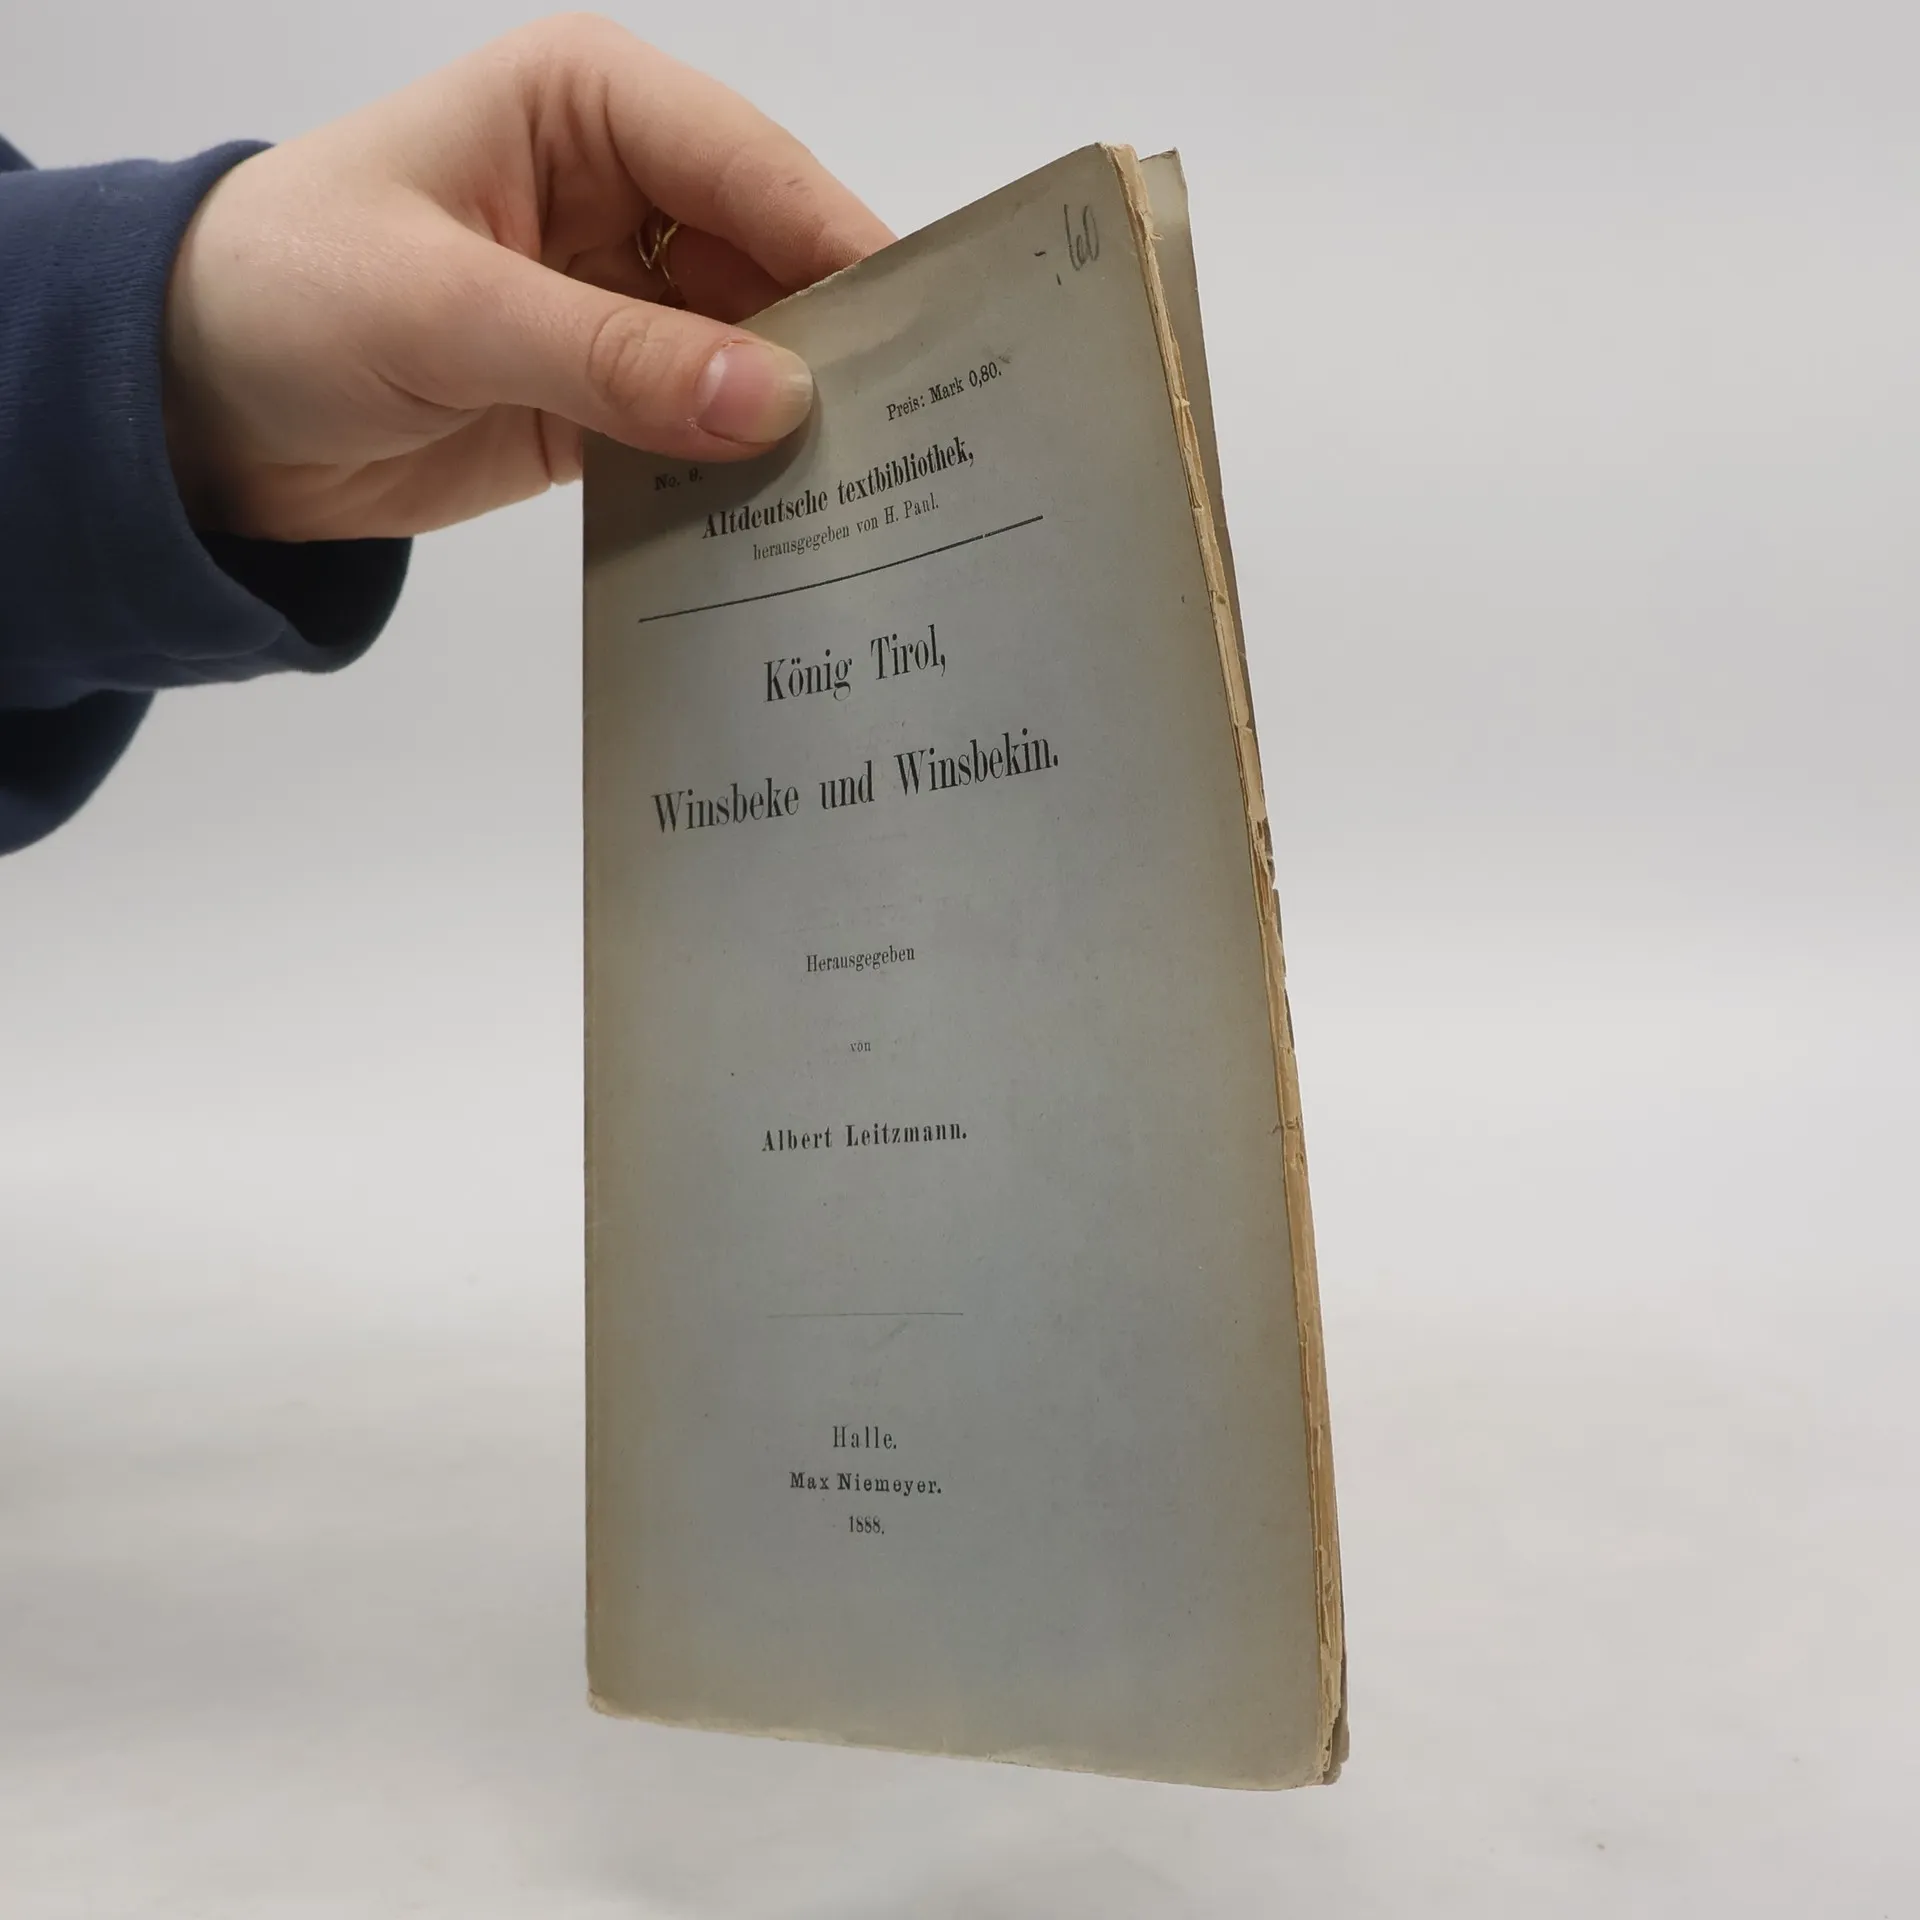 -.60
Preis: Mark 0,80.
No. 9.
Altdeutsche textbibliothek,
herausgegeben von H. Paul.
König Tirol,
Winsbeke und Winsbekin.
Herausgegeben
von
Albert Leitzmann.
Halle.
Max Niemeyer.
1888.